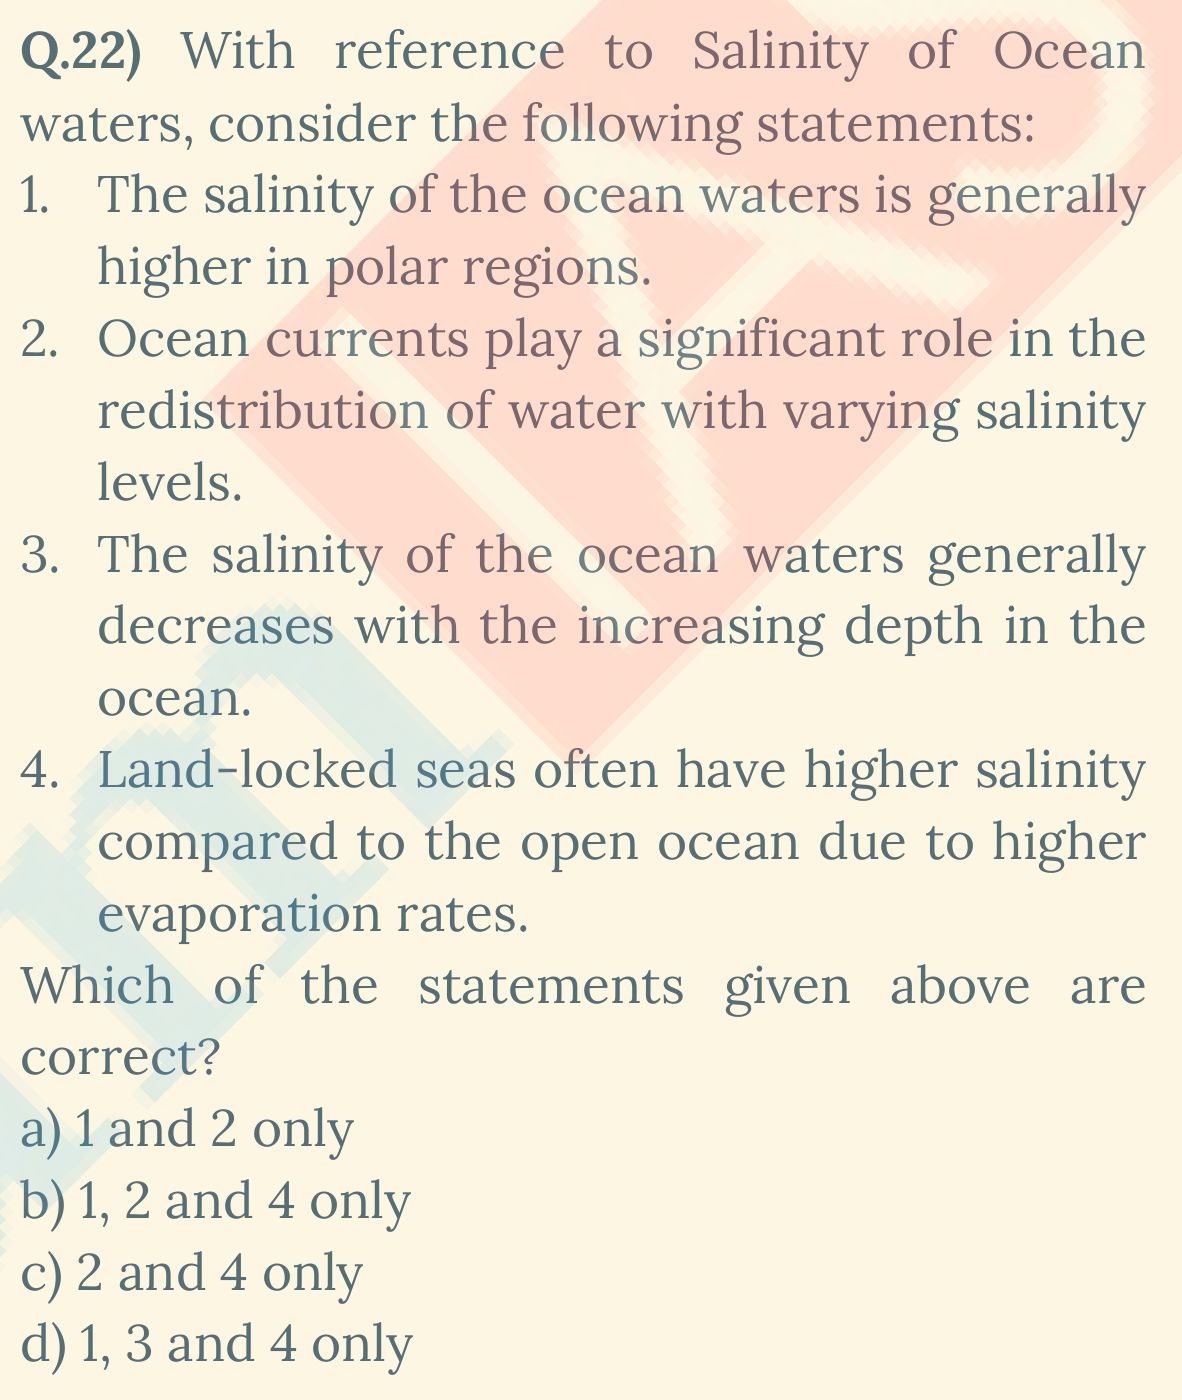 Q.22) With reference to Salinity of Ocean
waters, consider the following statements:
1. The salinity of the ocean waters is generally
higher in polar regions.
2. Ocean currents play a significant role in the
redistribution of water with varying salinity
levels.
3. The salinity of the ocean waters generally
decreases with the increasing depth in the
ocean.
4. Land-locked seas often have higher salinity
compared to the open ocean due to higher
evaporation rates.
Which of the statements given above are
correct?
a) 1 and 2 only
b) 1, 2 and 4 only
c) 2 and 4 only
d) 1, 3 and 4 only